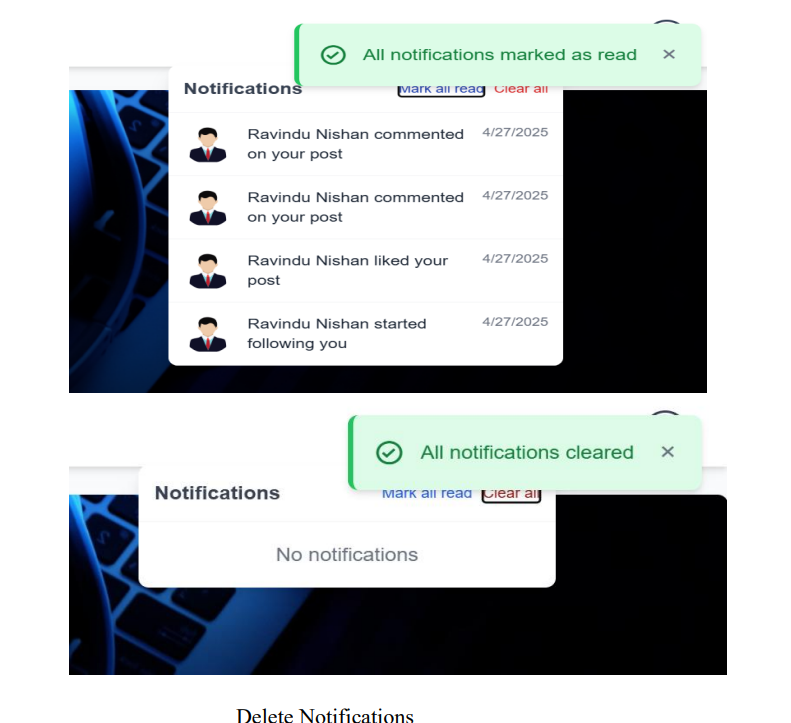 All notifications marked as read ×
Notifications Mark all read Clear all
Ravindu Nishan commented 4/27/2025
on your post
Ravindu Nishan commented 4/27/2025
on your post
Ravindu Nishan liked your 4/27/2025
post
Ravindu Nishan started 4/27/2025
following you
All notifications cleared ×
Notifications Mark all read Clear all
No notifications
Delete Notifications